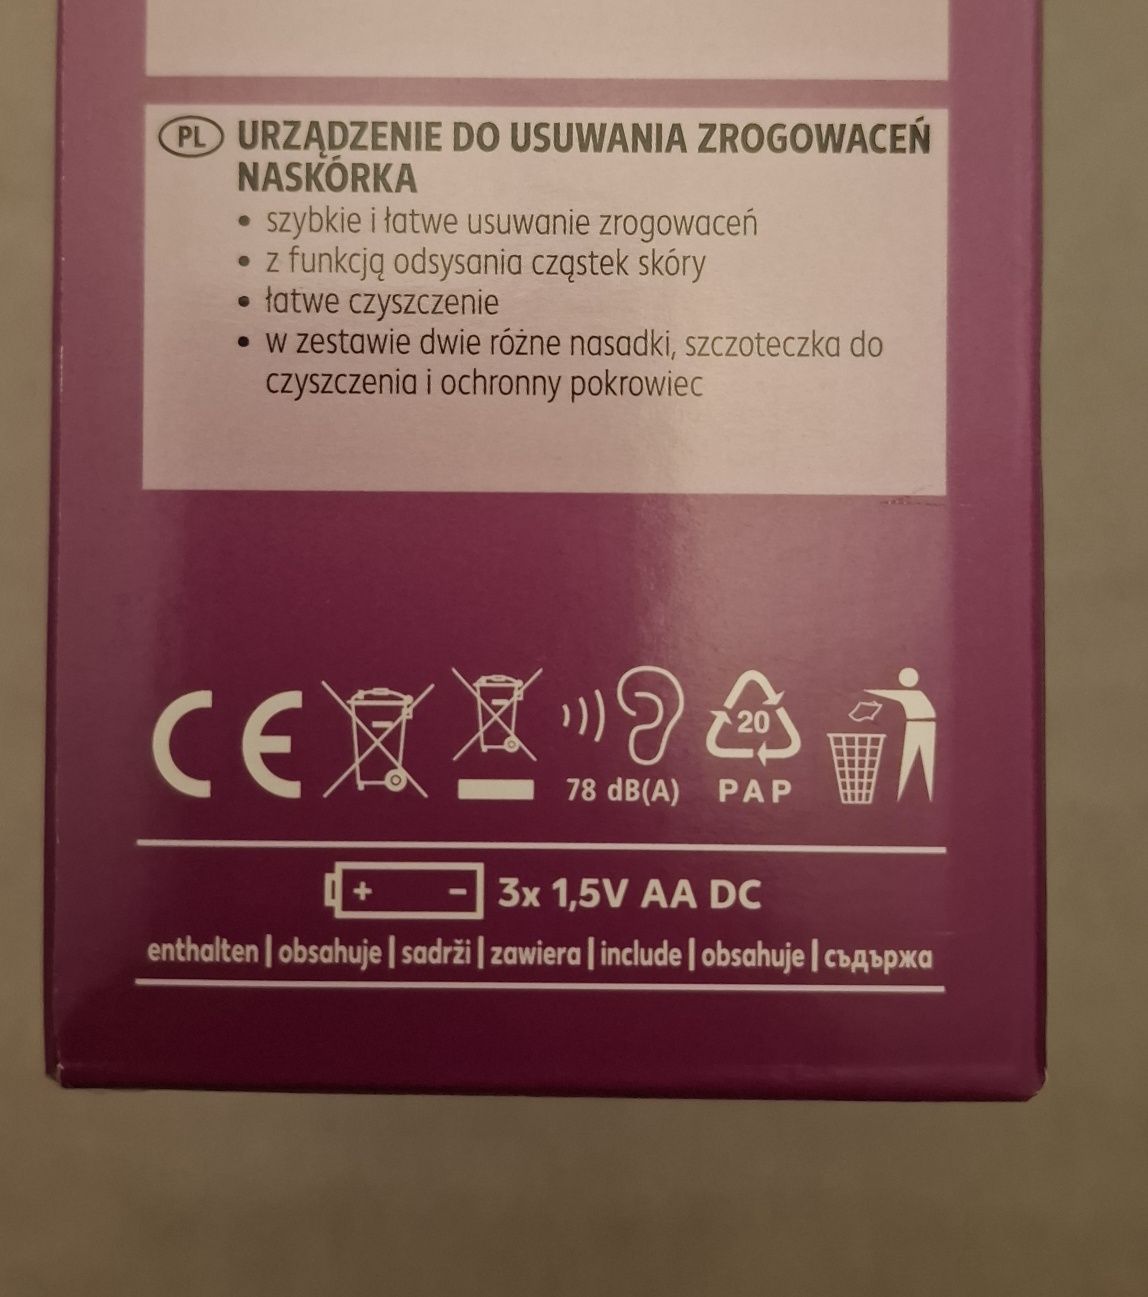 PL URZĄDZENIE DO USUWANIA ZROGOWACEŃ
NASKÓRKA
• szybkie i łatwe usuwanie zrogowaceń
• z funkcją odsysania cząstek skóry
• łatwe czyszczenie
• w zestawie dwie różne nasadki, szczoteczka do
czyszczenia i ochronny pokrowiec
CE
20
78 dB(A) PAP
+ – 3x 1,5V AA DC
enthalten | obsahuje | sadrži | zawiera | include | obsahuje | съдържа